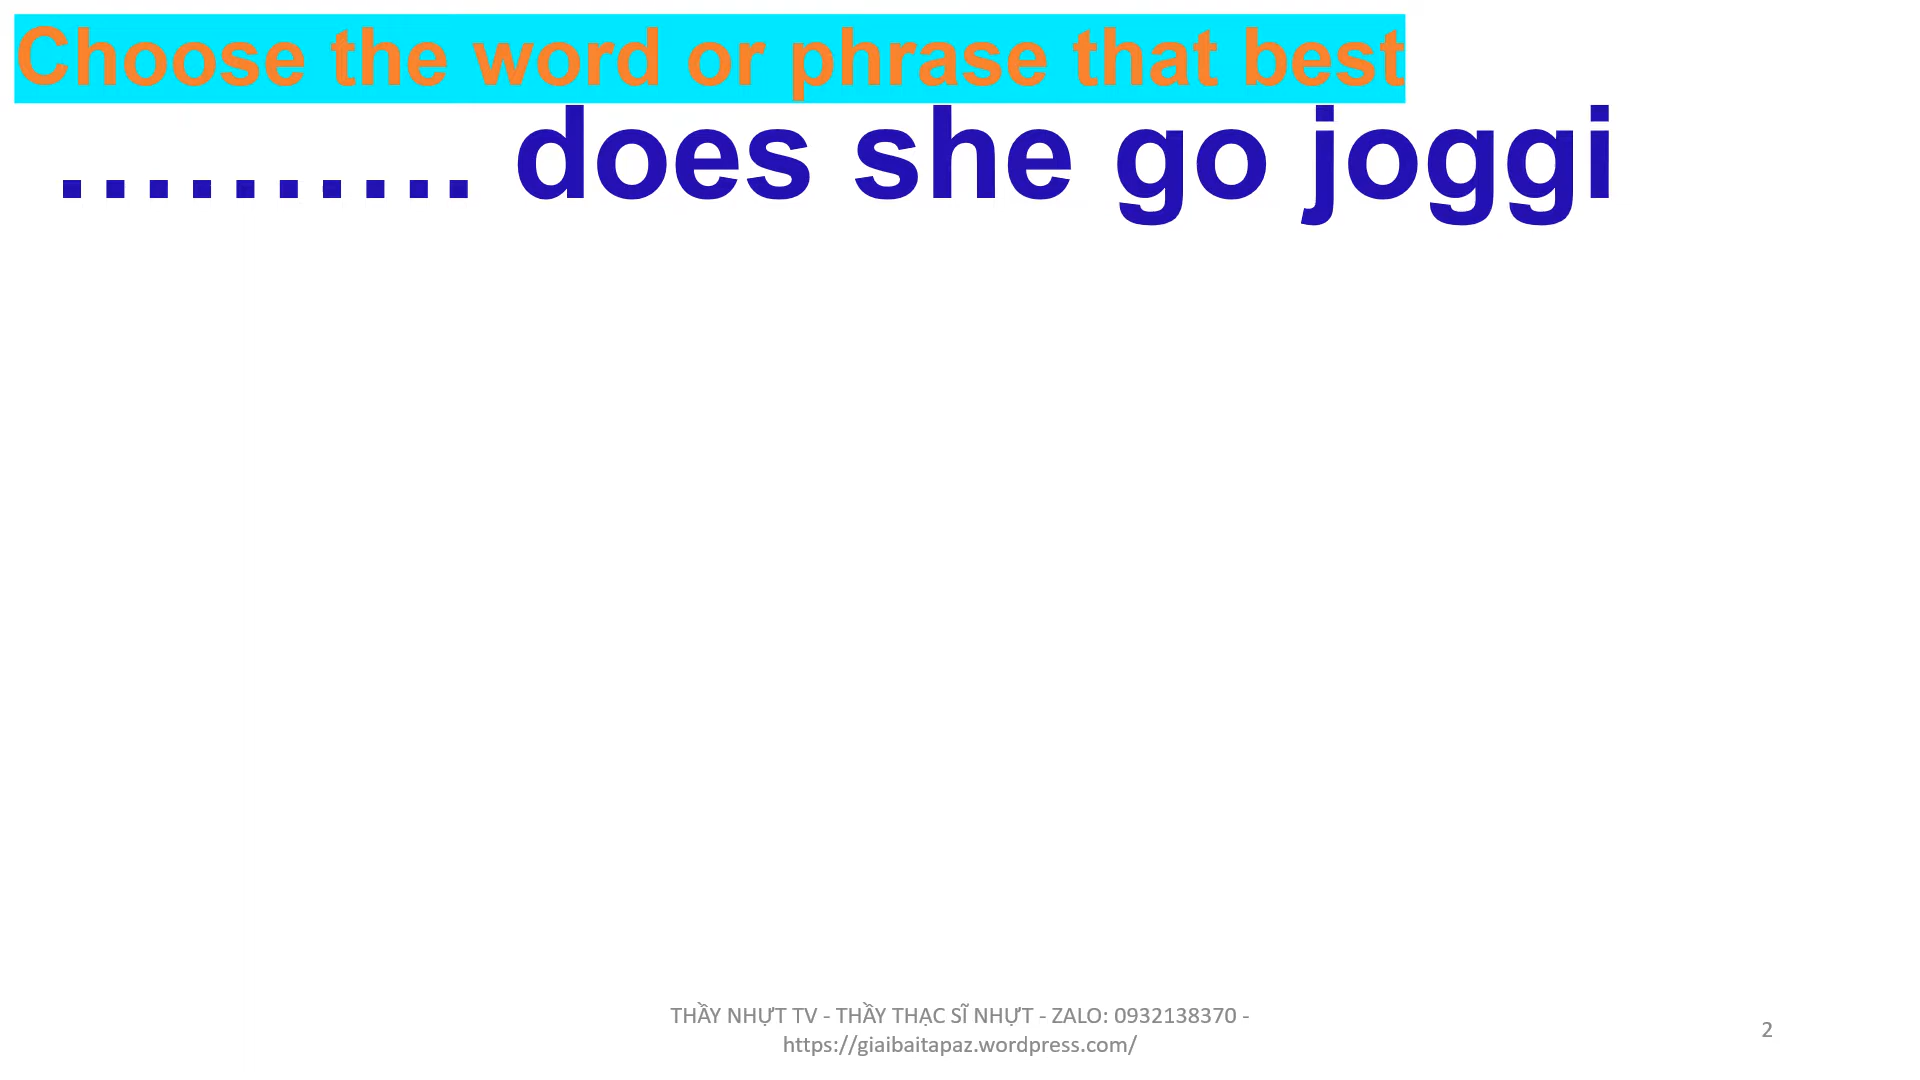 Choose the word or phrase that best
.......... does she go joggi
THẦY NHỰT TV - THẦY THẠC SĨ NHỰT - ZALO: 0932138370 -
https://giaibaitapaz.wordpress.com/
2